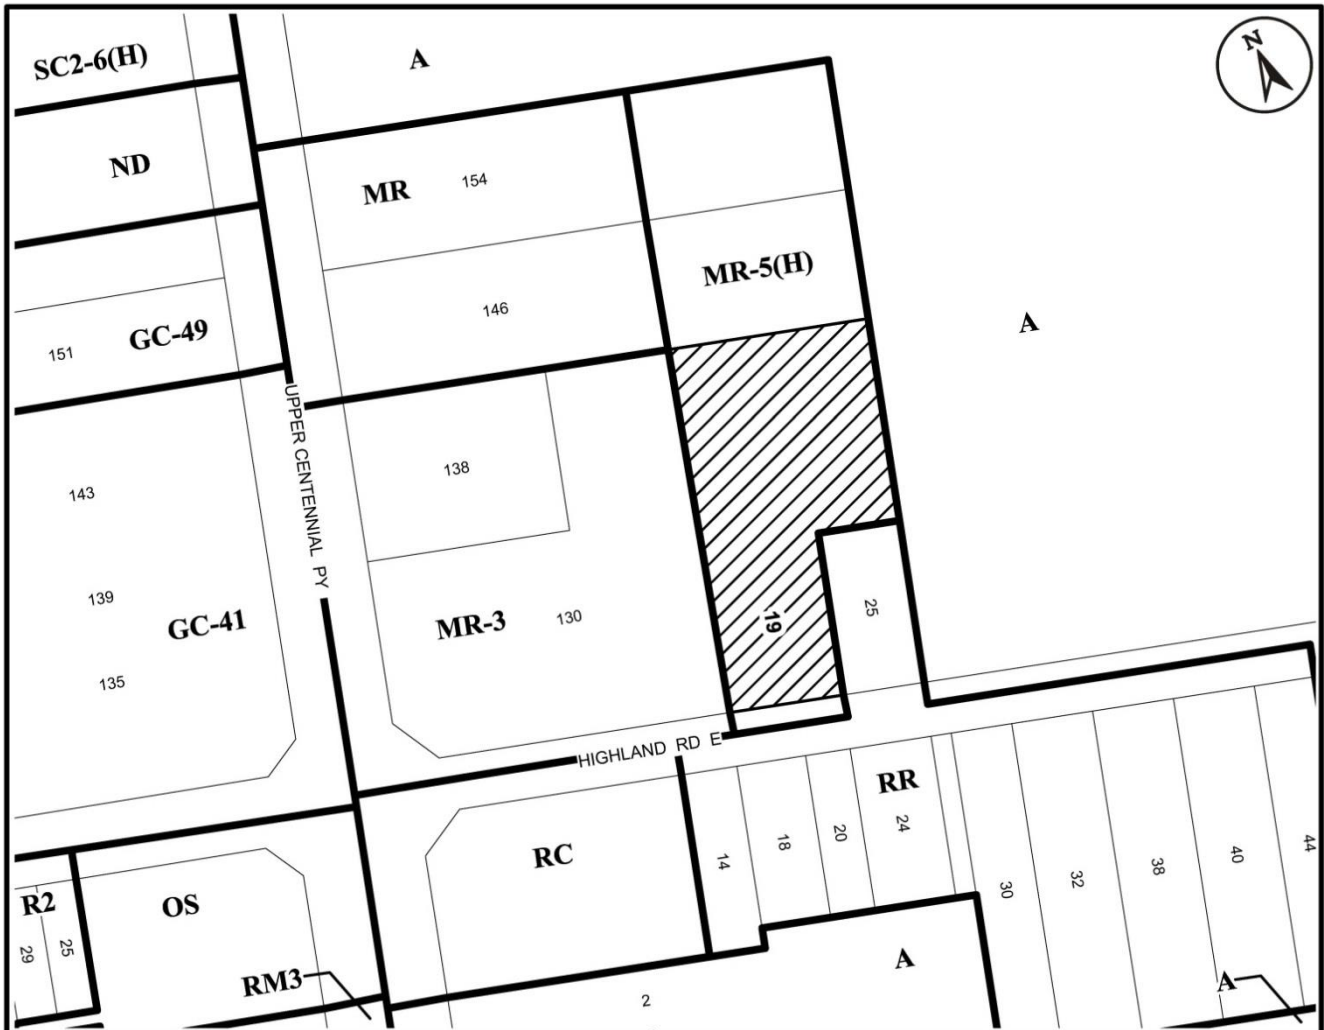 N
SC2-6(H)
A
ND
MR
154
MR-5(H)
146
A
GC-49
151
UPPER CENTENNIAL PY
138
143
139
GC-41
MR-3
130
19
25
135
HIGHLAND RD E
RR
RC
14
18
20
24
30
32
38
40
44
R2
OS
29
25
RM3
A
A
2